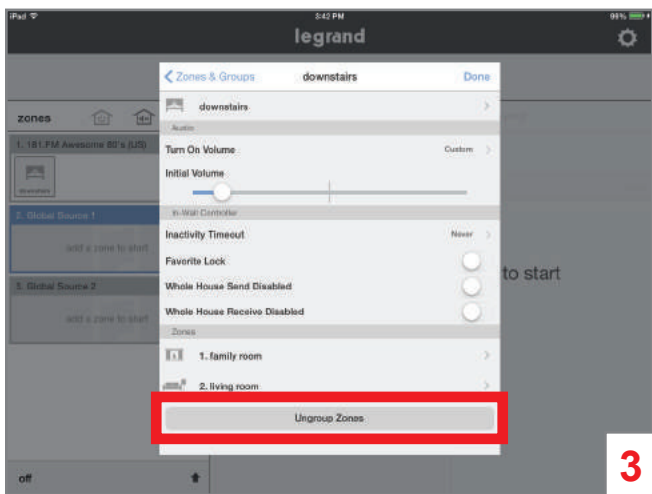 iPad 8:42 PM 98%
legrand
Zones & Groups downstairs Done
downstairs
zones
Audio
1. 181.FM Awesome 80's (US)
Turn On Volume Custom
Initial Volume
downstairs
2. Global Source 1
In-Wall Controller
Inactivity Timeout Never
add a zone to start
Favorite Lock
to start
Whole House Send Disabled
3. Global Source 2
Whole House Receive Disabled
add a zone to start
Zones
1. family room
2. living room
Ungroup Zones
off
3